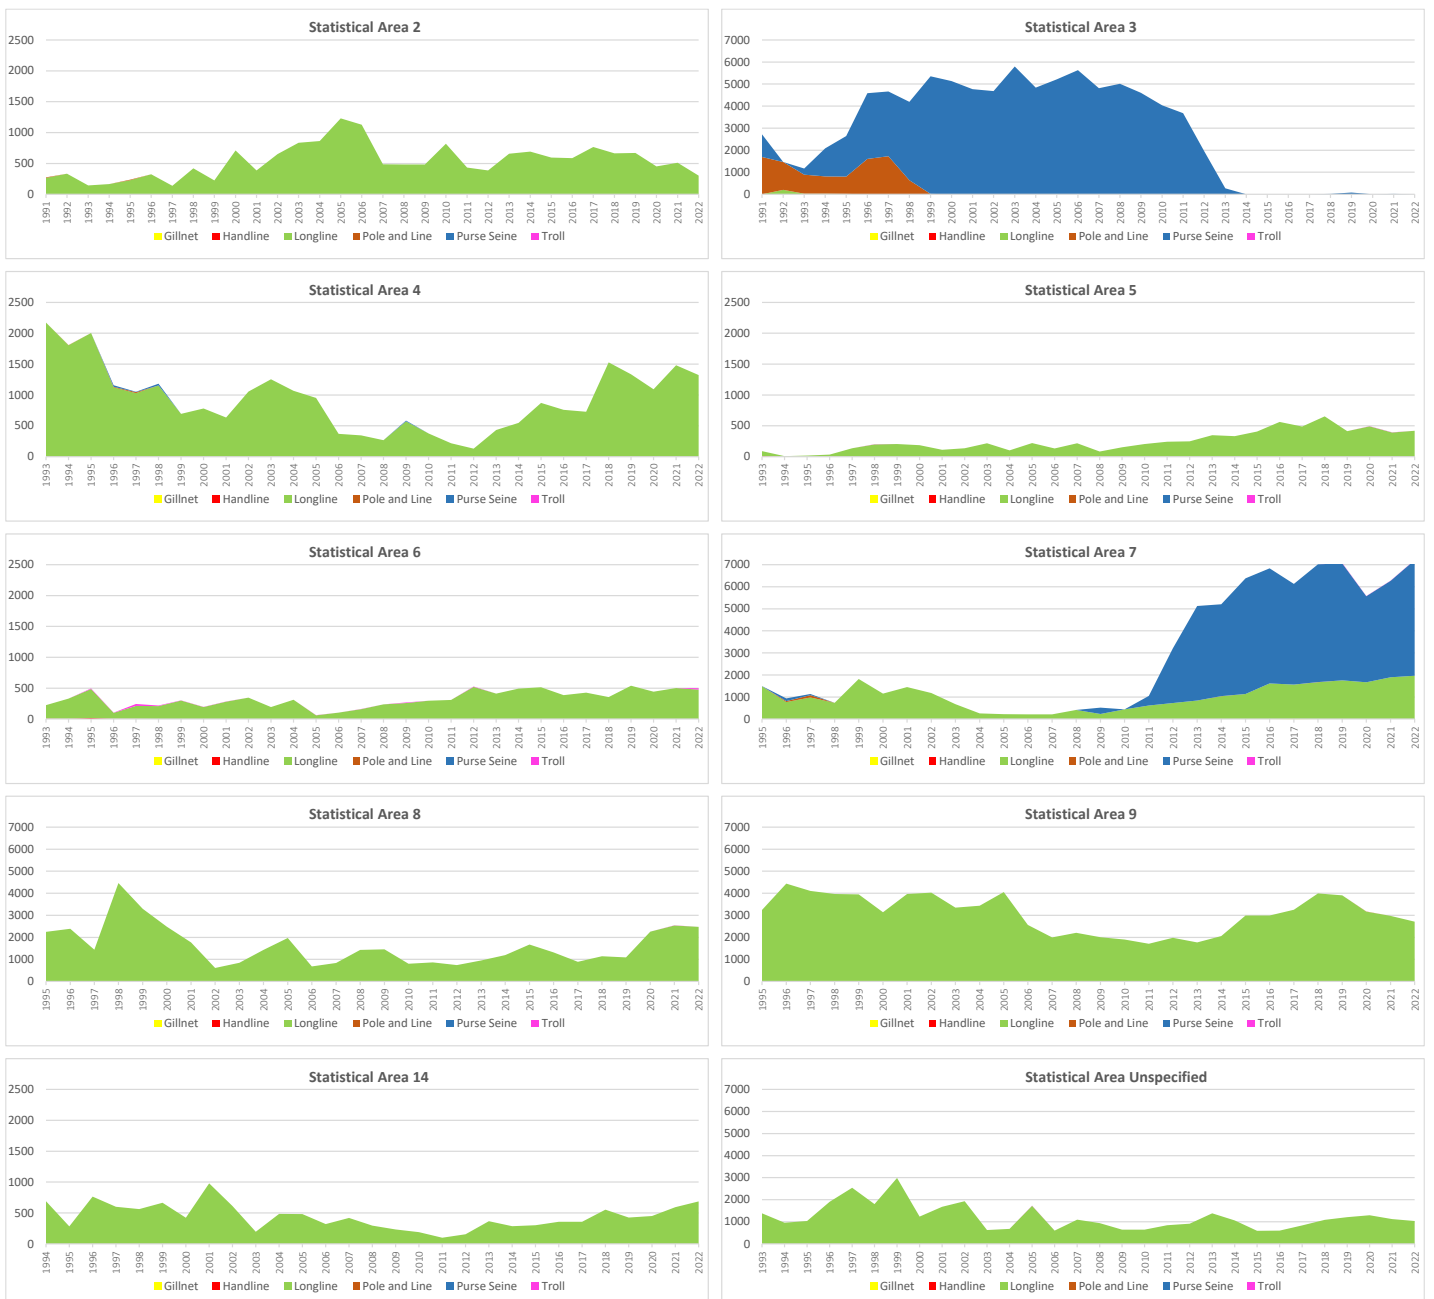 Statistical Area 2
2500
2000
1500
1000
500
0
1991 1992 1993 1994 1995 1996 1997 1998 1999 2000 2001 2002 2003 2004 2005 2006 2007 2008 2009 2010 2011 2012 2013 2014 2015 2016 2017 2018 2019 2020 2021 2022
Gillnet Handline Longline Pole and Line Purse Seine Troll
Statistical Area 3
7000
6000
5000
4000
3000
2000
1000
0
1991 1992 1993 1994 1995 1996 1997 1998 1999 2000 2001 2002 2003 2004 2005 2006 2007 2008 2009 2010 2011 2012 2013 2014 2015 2016 2017 2018 2019 2020 2021 2022
Gillnet Handline Longline Pole and Line Purse Seine Troll
Statistical Area 4
2500
2000
1500
1000
500
0
1993 1994 1995 1996 1997 1998 1999 2000 2001 2002 2003 2004 2005 2006 2007 2008 2009 2010 2011 2012 2013 2014 2015 2016 2017 2018 2019 2020 2021 2022
Gillnet Handline Longline Pole and Line Purse Seine Troll
Statistical Area 5
2500
2000
1500
1000
500
0
1993 1994 1995 1996 1997 1998 1999 2000 2001 2002 2003 2004 2005 2006 2007 2008 2009 2010 2011 2012 2013 2014 2015 2016 2017 2018 2019 2020 2021 2022
Gillnet Handline Longline Pole and Line Purse Seine Troll
Statistical Area 6
2500
2000
1500
1000
500
0
1993 1994 1995 1996 1997 1998 1999 2000 2001 2002 2003 2004 2005 2006 2007 2008 2009 2010 2011 2012 2013 2014 2015 2016 2017 2018 2019 2020 2021 2022
Gillnet Handline Longline Pole and Line Purse Seine Troll
Statistical Area 7
7000
6000
5000
4000
3000
2000
1000
0
1995 1996 1997 1998 1999 2000 2001 2002 2003 2004 2005 2006 2007 2008 2009 2010 2011 2012 2013 2014 2015 2016 2017 2018 2019 2020 2021 2022
Gillnet Handline Longline Pole and Line Purse Seine Troll
Statistical Area 8
7000
6000
5000
4000
3000
2000
1000
0
1995 1996 1997 1998 1999 2000 2001 2002 2003 2004 2005 2006 2007 2008 2009 2010 2011 2012 2013 2014 2015 2016 2017 2018 2019 2020 2021 2022
Gillnet Handline Longline Pole and Line Purse Seine Troll
Statistical Area 9
7000
6000
5000
4000
3000
2000
1000
0
1995 1996 1997 1998 1999 2000 2001 2002 2003 2004 2005 2006 2007 2008 2009 2010 2011 2012 2013 2014 2015 2016 2017 2018 2019 2020 2021 2022
Gillnet Handline Longline Pole and Line Purse Seine Troll
Statistical Area 14
2500
2000
1500
1000
500
0
1994 1995 1996 1997 1998 1999 2000 2001 2002 2003 2004 2005 2006 2007 2008 2009 2010 2011 2012 2013 2014 2015 2016 2017 2018 2019 2020 2021 2022
Gillnet Handline Longline Pole and Line Purse Seine Troll
Statistical Area Unspecified
7000
6000
5000
4000
3000
2000
1000
0
1993 1994 1995 1996 1997 1998 1999 2000 2001 2002 2003 2004 2005 2006 2007 2008 2009 2010 2011 2012 2013 2014 2015 2016 2017 2018 2019 2020 2021 2022
Gillnet Handline Longline Pole and Line Purse Seine Troll